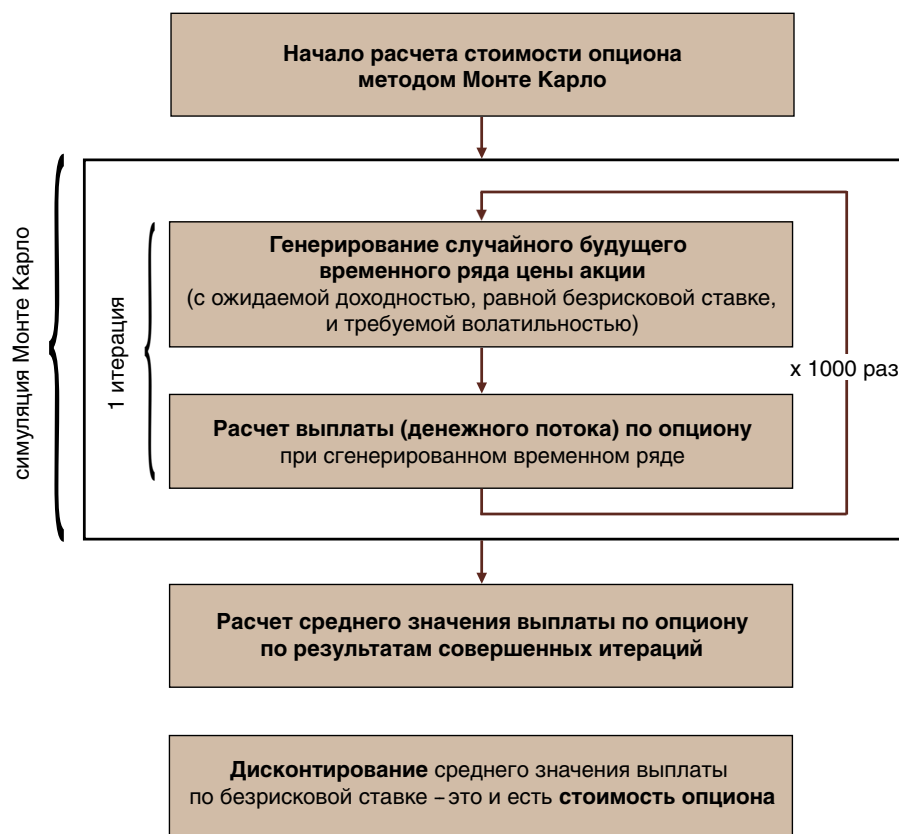 Начало расчета стоимости опциона
методом Монте Карло
симуляция Монте Карло
1 итерация
Генерирование случайного будущего
временного ряда цены акции
(с ожидаемой доходностью, равной безрисковой ставке,
и требуемой волатильностью)
х 1000 раз
Расчет выплаты (денежного потока) по опциону
при сгенерированном временном ряде
Расчет среднего значения выплаты по опциону
по результатам совершенных итераций
Дисконтирование среднего значения выплаты
по безрисковой ставке – это и есть стоимость опциона